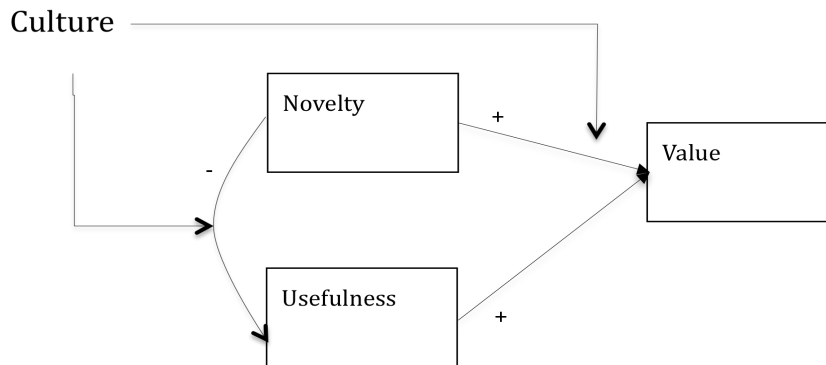 Culture
Novelty
+
Value
-
Usefulness
+